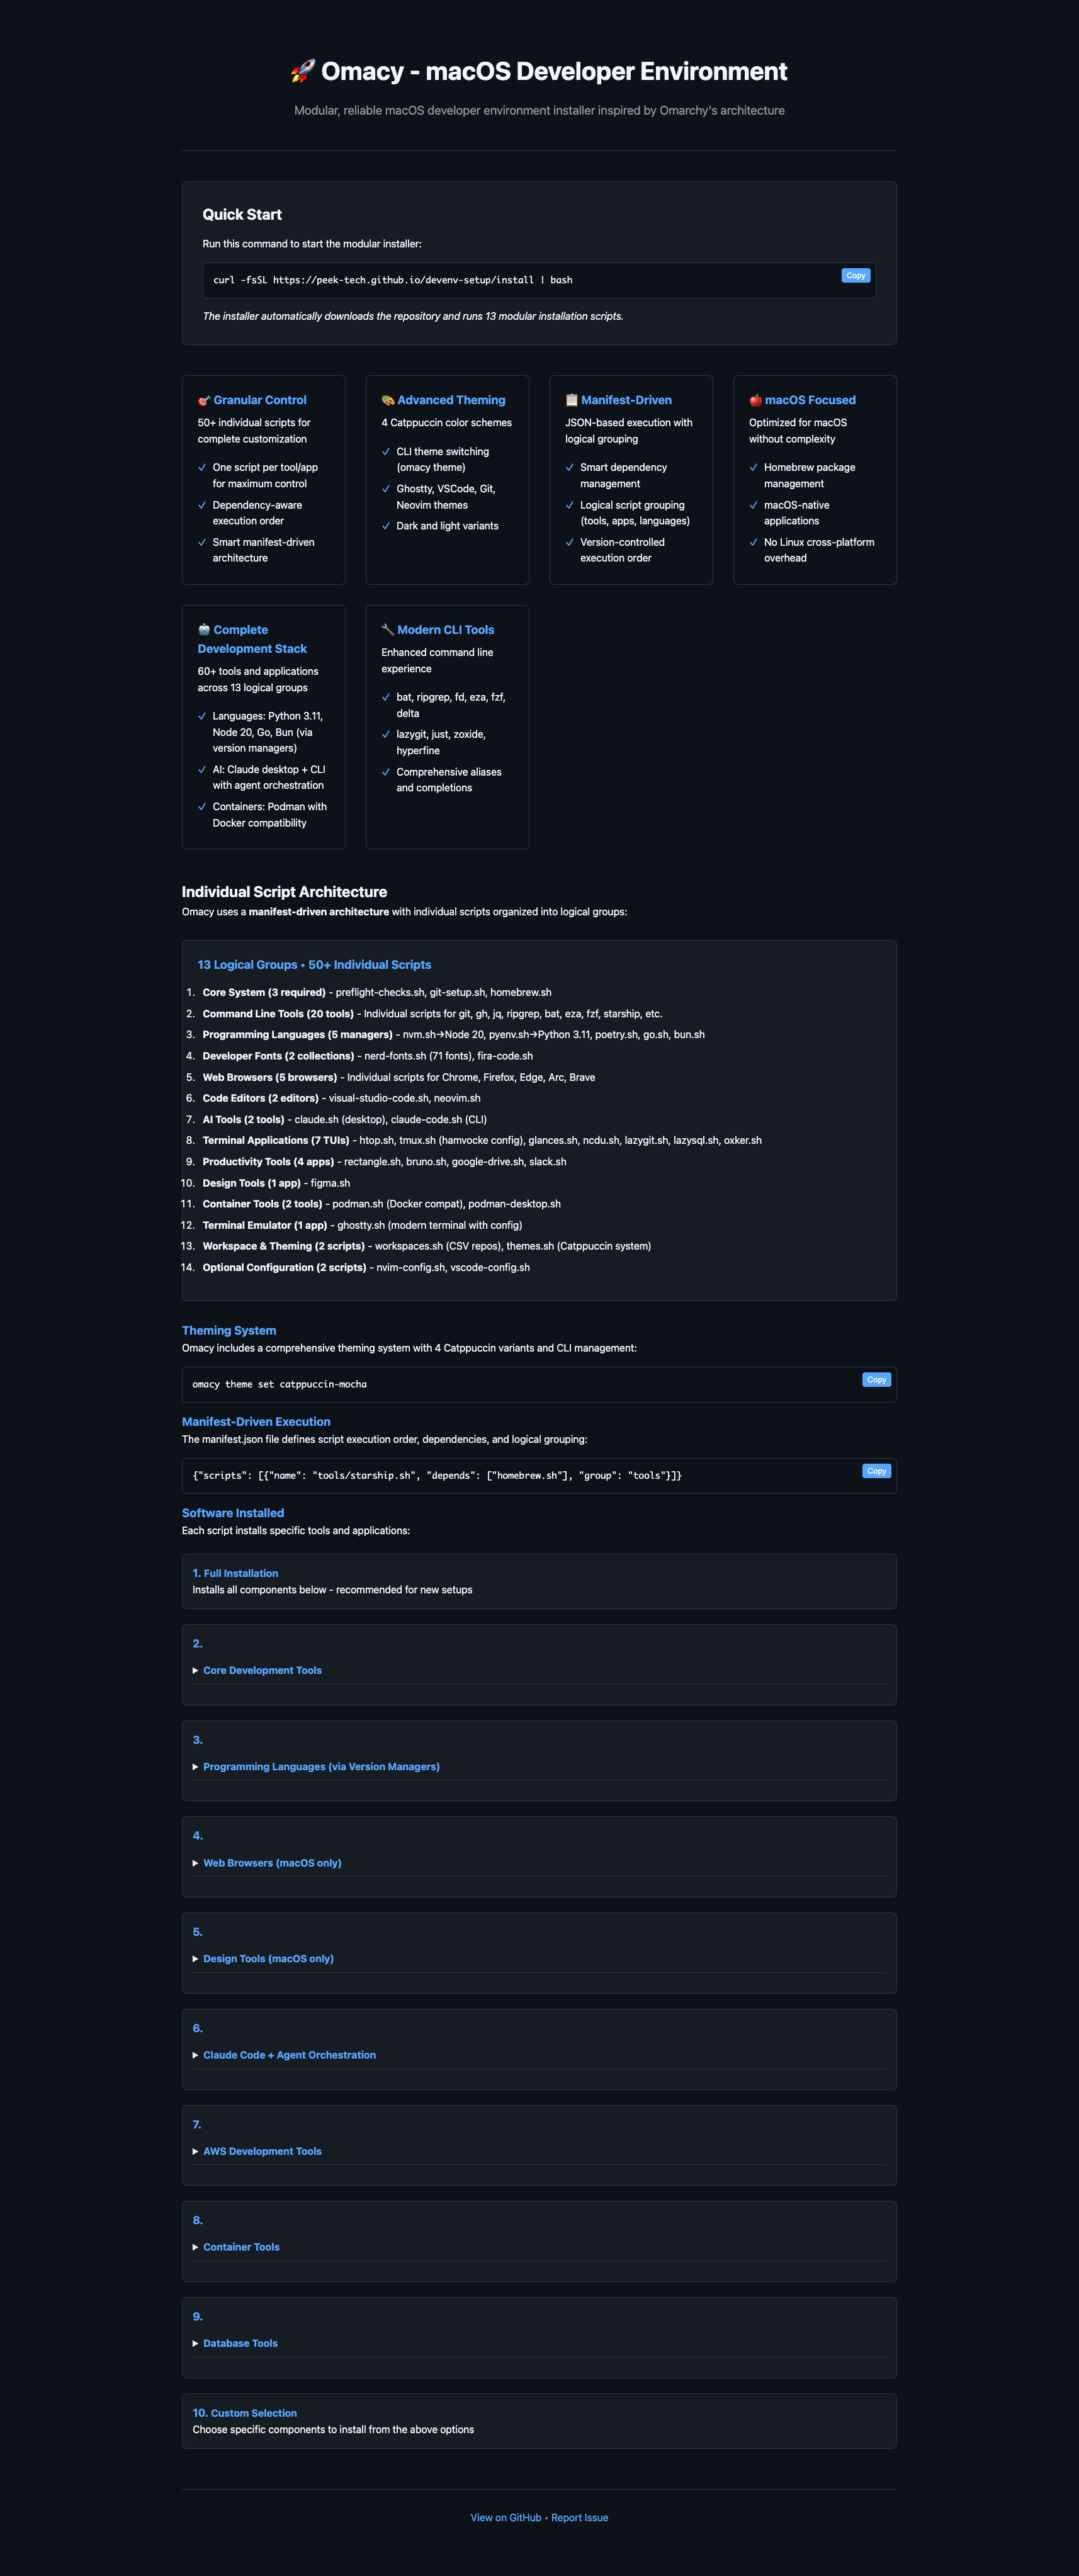 🚀 Omacy - macOS Developer Environment
Modular, reliable macOS developer environment installer inspired by Omarchy's architecture
Quick Start
Run this command to start the modular installer:
curl -fsSL https://peek-tech.github.io/devenv-setup/install | bash
Copy
The installer automatically downloads the repository and runs 13 modular installation scripts.
🎯 Granular Control
50+ individual scripts for
complete customization
✓ One script per tool/app
for maximum control
✓ Dependency-aware
execution order
✓ Smart manifest-driven
architecture
🎨 Advanced Theming
4 Catppuccin color schemes
✓ CLI theme switching
(omacy theme)
✓ Ghostty, VSCode, Git,
Neovim themes
✓ Dark and light variants
📋 Manifest-Driven
JSON-based execution with
logical grouping
✓ Smart dependency
management
✓ Logical script grouping
(tools, apps, languages)
✓ Version-controlled
execution order
🍎 macOS Focused
Optimized for macOS
without complexity
✓ Homebrew package
management
✓ macOS-native
applications
✓ No Linux cross-platform
overhead
🤖 Complete
Development Stack
60+ tools and applications
across 13 logical groups
✓ Languages: Python 3.11,
Node 20, Go, Bun (via
version managers)
✓ AI: Claude desktop + CLI
with agent orchestration
✓ Containers: Podman with
Docker compatibility
🔧 Modern CLI Tools
Enhanced command line
experience
✓ bat, ripgrep, fd, eza, fzf,
delta
✓ lazygit, just, zoxide,
hyperfine
✓ Comprehensive aliases
and completions
Individual Script Architecture
Omacy uses a manifest-driven architecture with individual scripts organized into logical groups:
13 Logical Groups • 50+ Individual Scripts
1. Core System (3 required) - preflight-checks.sh, git-setup.sh, homebrew.sh
2. Command Line Tools (20 tools) - Individual scripts for git, gh, jq, ripgrep, bat, eza, fzf, starship, etc.
3. Programming Languages (5 managers) - nvm.sh→Node 20, pyenv.sh→Python 3.11, poetry.sh, go.sh, bun.sh
4. Developer Fonts (2 collections) - nerd-fonts.sh (71 fonts), fira-code.sh
5. Web Browsers (5 browsers) - Individual scripts for Chrome, Firefox, Edge, Arc, Brave
6. Code Editors (2 editors) - visual-studio-code.sh, neovim.sh
7. AI Tools (2 tools) - claude.sh (desktop), claude-code.sh (CLI)
8. Terminal Applications (7 TUIs) - htop.sh, tmux.sh (hamvocke config), glances.sh, ncdu.sh, lazygit.sh, lazysql.sh, oxker.sh
9. Productivity Tools (4 apps) - rectangle.sh, bruno.sh, google-drive.sh, slack.sh
10. Design Tools (1 app) - figma.sh
11. Container Tools (2 tools) - podman.sh (Docker compat), podman-desktop.sh
12. Terminal Emulator (1 app) - ghostty.sh (modern terminal with config)
13. Workspace & Theming (2 scripts) - workspaces.sh (CSV repos), themes.sh (Catppuccin system)
14. Optional Configuration (2 scripts) - nvim-config.sh, vscode-config.sh
Theming System
Omacy includes a comprehensive theming system with 4 Catppuccin variants and CLI management:
omacy theme set catppuccin-mocha
Copy
Manifest-Driven Execution
The manifest.json file defines script execution order, dependencies, and logical grouping:
{"scripts": [{"name": "tools/starship.sh", "depends": ["homebrew.sh"], "group": "tools"}]}
Copy
Software Installed
Each script installs specific tools and applications:
1. Full Installation
Installs all components below - recommended for new setups
2.
▶ Core Development Tools
3.
▶ Programming Languages (via Version Managers)
4.
▶ Web Browsers (macOS only)
5.
▶ Design Tools (macOS only)
6.
▶ Claude Code + Agent Orchestration
7.
▶ AWS Development Tools
8.
▶ Container Tools
9.
▶ Database Tools
10. Custom Selection
Choose specific components to install from the above options
View on GitHub • Report Issue